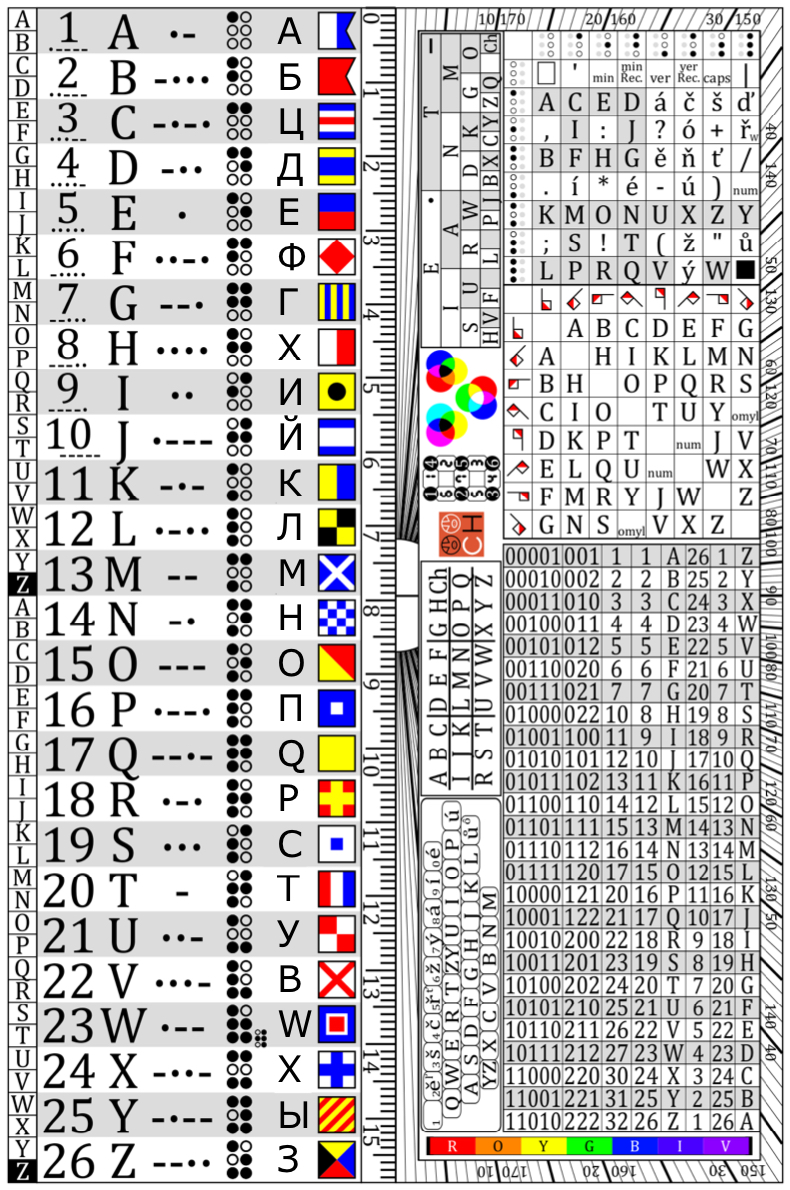 A B 1 A ·- А
C D 2 B -··· Б
E F 3 C -·-· Ц
G H 4 D -·· Д
I J 5 E · Е
K L 6 F ··-· Ф
M N 7 G --· Г
O P 8 H ···· Х
Q R 9 I ·· И
S T 10 J ·--- Й
U V 11 K -·- К
W X 12 L ·-·· Л
Y Z 13 M -- М
A B 14 N -· Н
C D 15 O --- О
E F 16 P ·--· П
G H 17 Q --·- Q
I J 18 R ·-· Р
K L 19 S ··· С
M N 20 T - Т
O P 21 U ··- У
Q R 22 V ···- В
S T 23 W ·-- W
U V 24 X -··- Х
W X 25 Y -·-- Ы
Y Z 26 Z --·· З
0 1 2 3 4 5 6 7 8 9 10 11 12 13 14 15
10 170 20 160 30 150
40 140 50 130 60 120 70 110 80 100 90 100 80 110 70 120 60 130 50 140 40
T M O Ch
G Q
N K Y Z
D X C
B
E A W J
R P
I L
U F
S V
H
' min min Rec. ver yer Rec. caps |
A C E D á č š ď
, I : J ? ó + ř w
B F H G ě ň ť /
. í * é - ú ) num
K M O N U X Z Y
; S ! T ( ž " ů
L P R Q V ý W
A B C D E F G
A H I K L M N
B H O P Q R S
C I O T U Y omyl
D K P T num J V
E L Q U num W X
F M R Y J W Z
G N S omyl V X Z
1 4
2 5
3 6
CH
A B C D E F G H Ch
I J K L M N O P Q
R S T U V W X Y Z
1 2ě 3š 4č 5ř 6ž 7ý 8á 9í 0é
Q W E R T Z Y U I O P ú
A S D F G H J K L ů
Y Z X C V B N M
00001 001 1 1 A 26 1 Z
00010 002 2 2 B 25 2 Y
00011 010 3 3 C 24 3 X
00100 011 4 4 D 23 4 W
00101 012 5 5 E 22 5 V
00110 020 6 6 F 21 6 U
00111 021 7 7 G 20 7 T
01000 022 10 8 H 19 8 S
01001 100 11 9 I 18 9 R
01010 101 12 10 J 17 10 Q
01011 102 13 11 K 16 11 P
01100 110 14 12 L 15 12 O
01101 111 15 13 M 14 13 N
01110 112 16 14 N 13 14 M
01111 120 17 15 O 12 15 L
10000 121 20 16 P 11 16 K
10001 122 21 17 Q 10 17 J
10010 200 22 18 R 9 18 I
10011 201 23 19 S 8 19 H
10100 202 24 20 T 7 20 G
10101 210 25 21 U 6 21 F
10110 211 26 22 V 5 22 E
10111 212 27 23 W 4 23 D
11000 220 30 24 X 3 24 C
11001 221 31 25 Y 2 25 B
11010 222 32 26 Z 1 26 A
R O Y G B I V
10 170 20 160 30 150